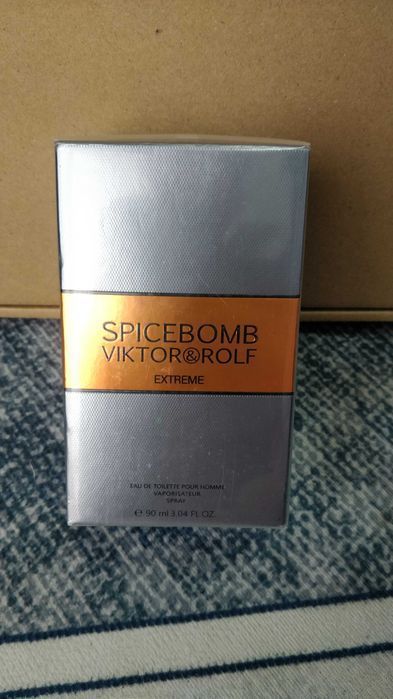 SPICEBOMB
VIKTOR&ROLF
EXTREME
EAU DE TOILETTE POUR HOMME
VAPORISATEUR
SPRAY
℮ 90 ml 3.04 FL.OZ.